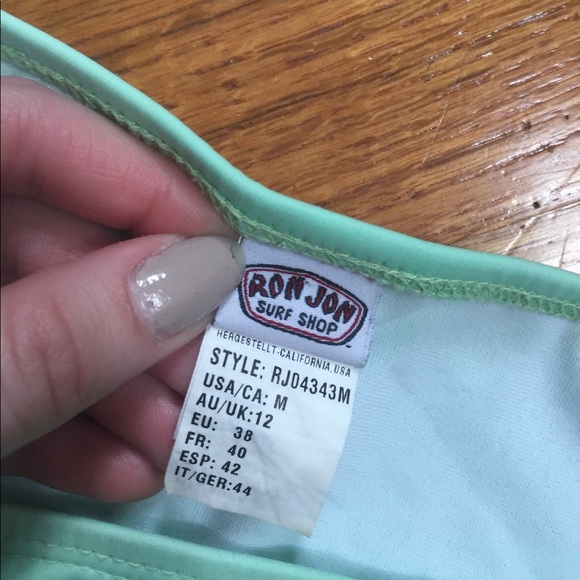 RON JON
SURF SHOP
HERGESTELLT-CALIFORNIA, USA
STYLE: RJ04343M
USA/CA: M
AU/UK:12
EU: 38
FR: 40
ESP: 42
IT/GER:44